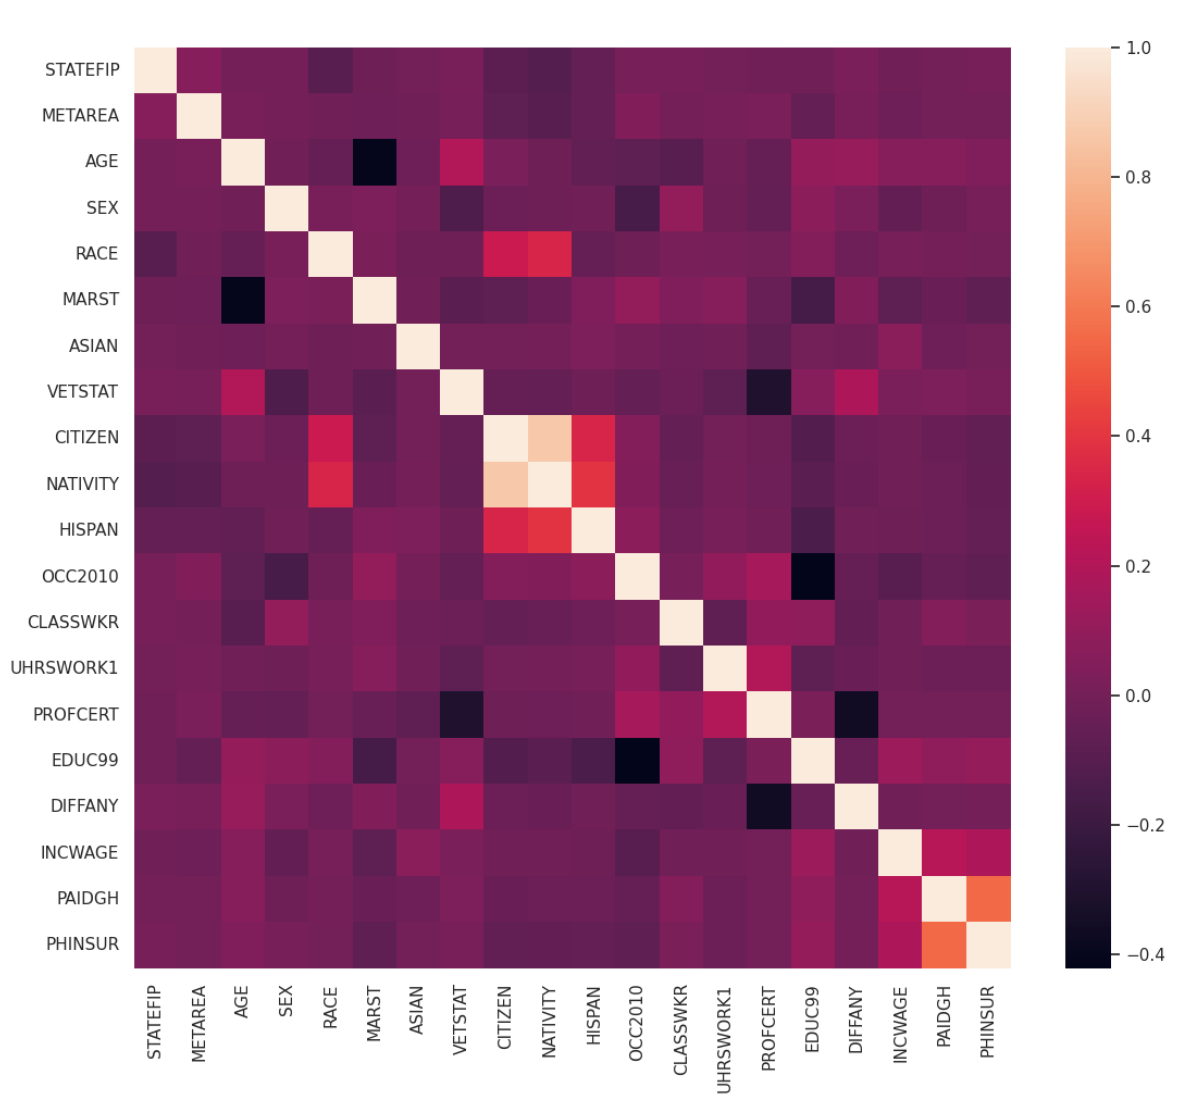 STATEFIP
METAREA
AGE
SEX
RACE
MARST
ASIAN
VETSTAT
CITIZEN
NATIVITY
HISPAN
OCC2010
CLASSWKR
UHRSWORK1
PROFCERT
EDUC99
DIFFANY
INCWAGE
PAIDGH
PHINSUR
STATEFIP
METAREA
AGE
SEX
RACE
MARST
ASIAN
VETSTAT
CITIZEN
NATIVITY
HISPAN
OCC2010
CLASSWKR
UHRSWORK1
PROFCERT
EDUC99
DIFFANY
INCWAGE
PAIDGH
PHINSUR
1.0
0.8
0.6
0.4
0.2
0.0
−0.2
−0.4